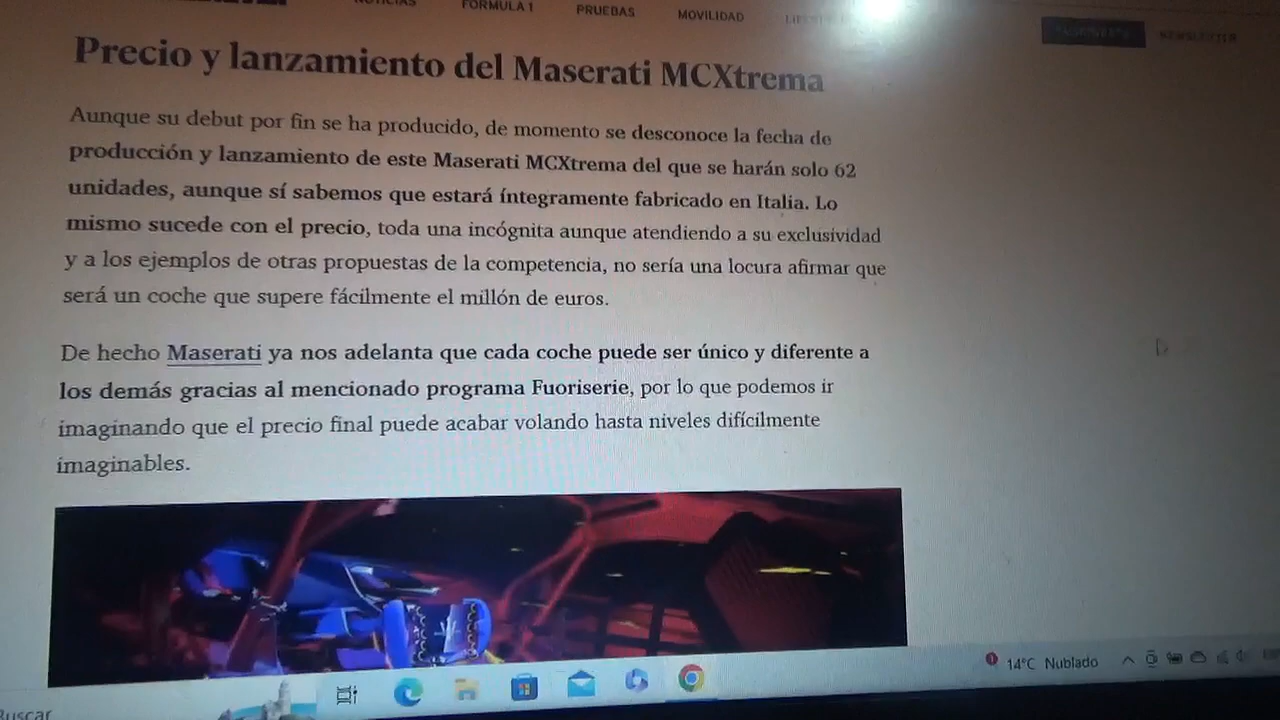 NOTICIAS FORMULA 1 PRUEBAS MOVILIDAD NEWSLETTER
Precio y lanzamiento del Maserati MCXtrema
Aunque su debut por fin se ha producido, de momento se desconoce la fecha de
producción y lanzamiento de este Maserati MCXtrema del que se harán solo 62
unidades, aunque sí sabemos que estará íntegramente fabricado en Italia. Lo
mismo sucede con el precio, toda una incógnita aunque atendiendo a su exclusividad
y a los ejemplos de otras propuestas de la competencia, no sería una locura afirmar que
será un coche que supere fácilmente el millón de euros.
De hecho Maserati ya nos adelanta que cada coche puede ser único y diferente a
los demás gracias al mencionado programa Fuoriserie, por lo que podemos ir
imaginando que el precio final puede acabar volando hasta niveles difícilmente
imaginables.
1 14°C Nublado
Buscar